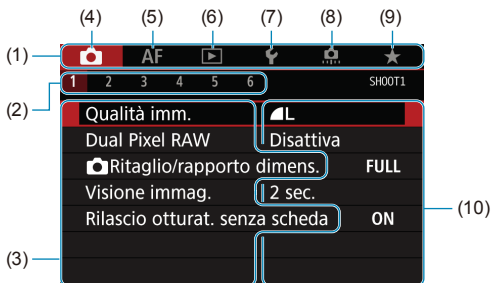 (4) (5) (6) (7) (8) (9)
(1) AF
(2) 1 2 3 4 5 6 SHOOT1
Qualità imm. L
Dual Pixel RAW Disattiva
Ritaglio/rapporto dimens. FULL
Visione immag. 2 sec.
(10)
Rilascio otturat. senza scheda ON
(3)